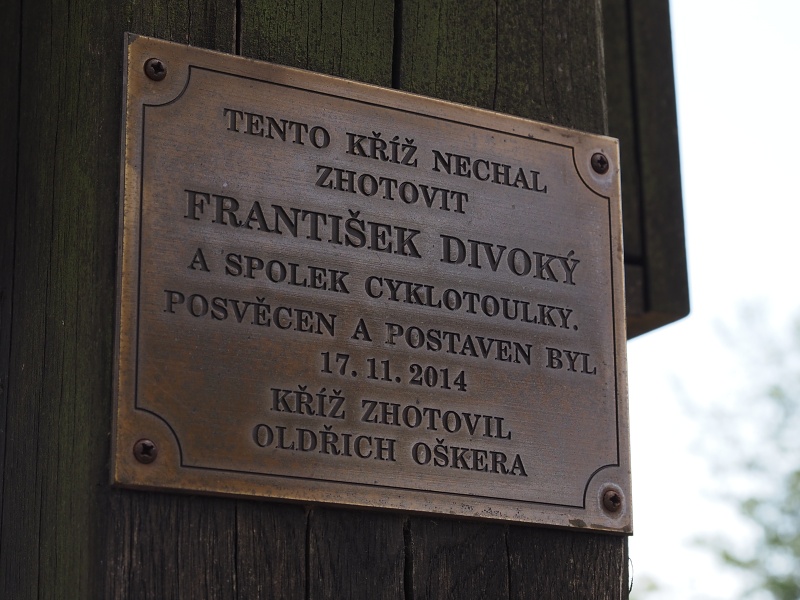 TENTO KŘÍŽ NECHAL
ZHOTOVIT
FRANTIŠEK DIVOKÝ
A SPOLEK CYKLOTOULKY.
POSVĚCEN A POSTAVEN BYL
17. 11. 2014
KŘÍŽ ZHOTOVIL
OLDŘICH OŠKERA